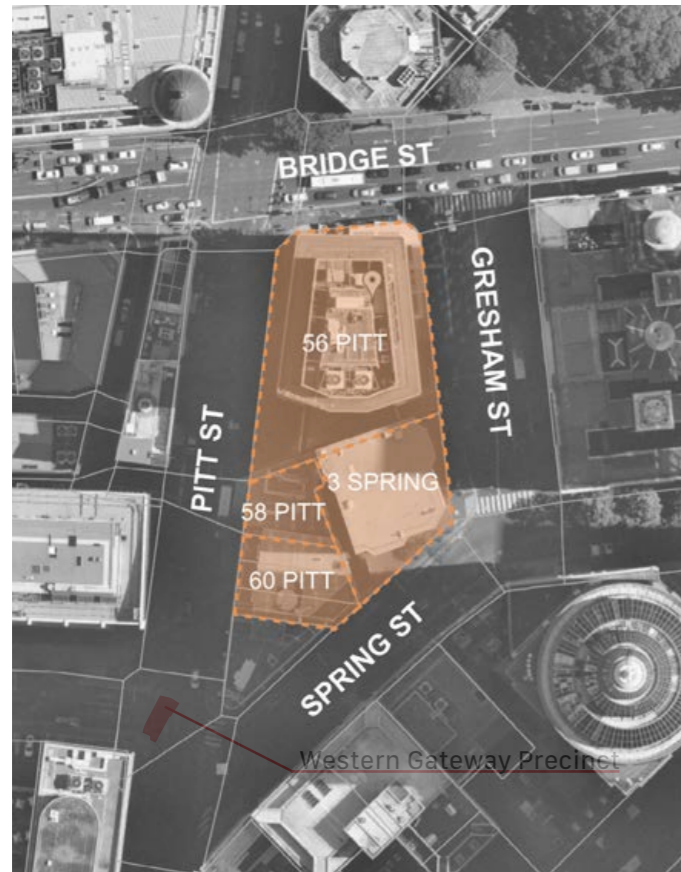 BRIDGE ST
GRESHAM ST
56 PITT
PITT ST
3 SPRING
58 PITT
60 PITT
SPRING ST
Western Gateway Precinct